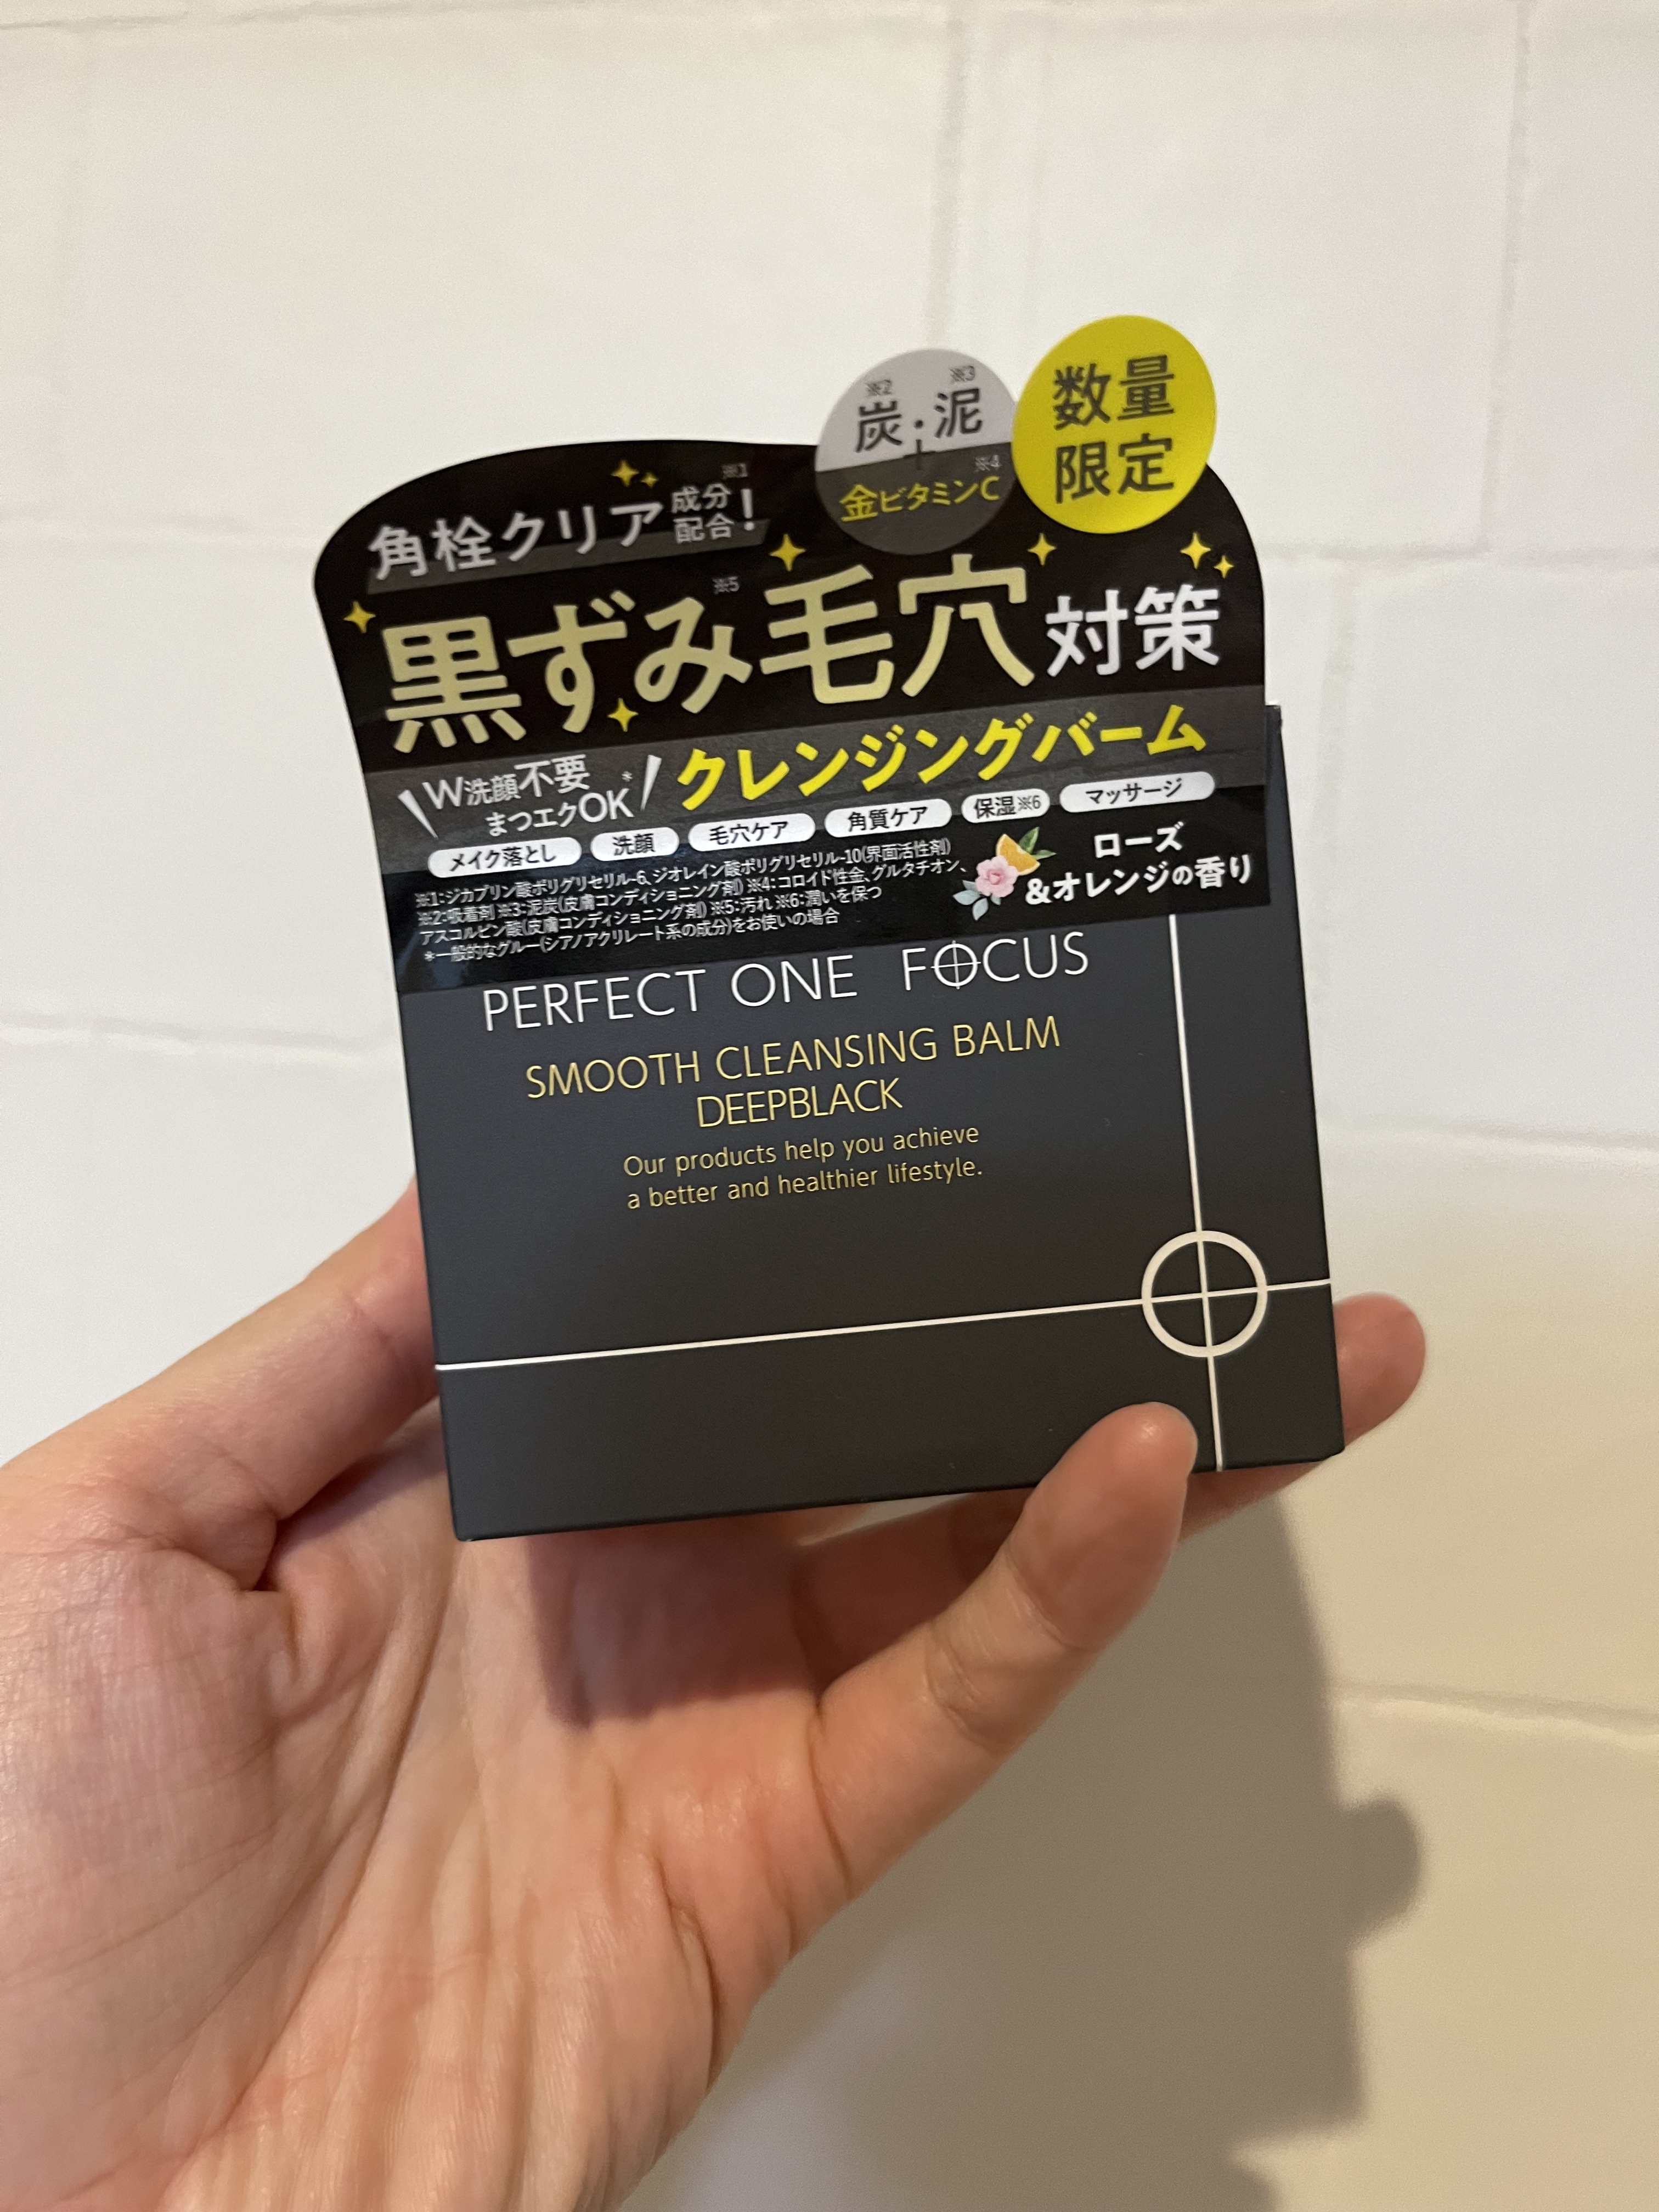 数量
限定
※2 ※3
炭・泥
+
※4
金ビタミンC
角栓クリア成分配合!※1
黒ずみ※5毛穴対策
W洗顔不要
まつエクOK*
クレンジングバーム
メイク落とし 洗顔 毛穴ケア 角質ケア 保湿※6 マッサージ
※1:ジカプリン酸ポリグリセリル-6、ジオレイン酸ポリグリセリル-10(界面活性剤)
※2:吸着剤 ※3:泥炭(皮膚コンディショニング剤) ※4:コロイド性金、グルタチオン、
アスコルビン酸(皮膚コンディショニング剤) ※5:汚れ ※6:潤いを保つ
*一般的なグルー(シアノアクリレート系の成分)をお使いの場合
ローズ
&オレンジの香り
PERFECT ONE FOCUS
SMOOTH CLEANSING BALM
DEEPBLACK
Our products help you achieve
a better and healthier lifestyle.